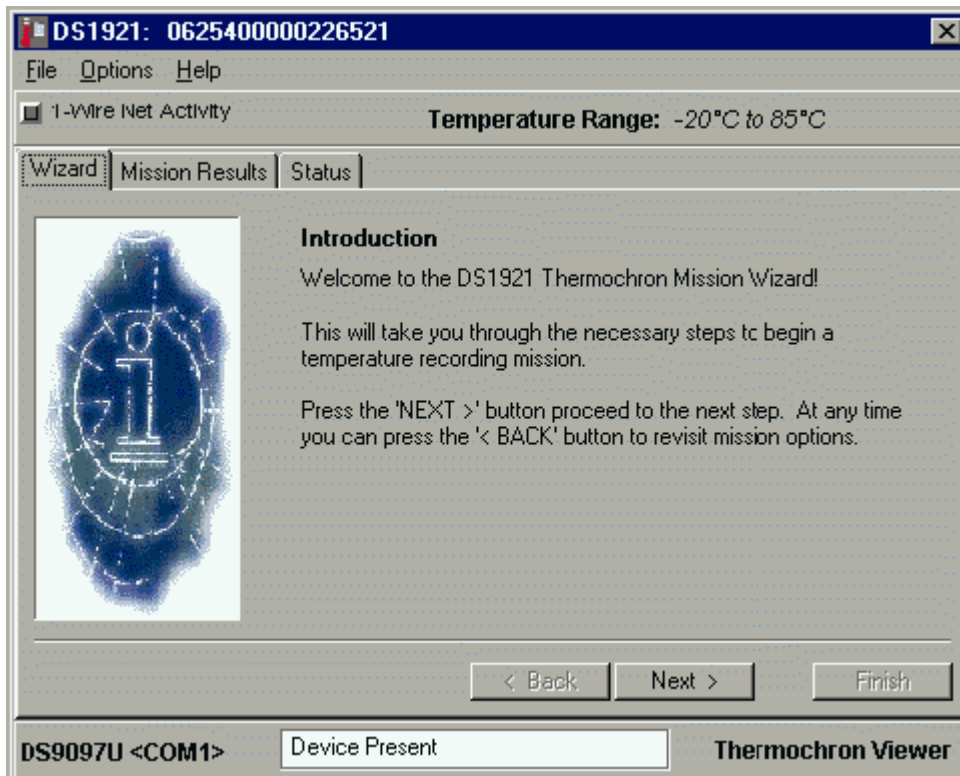 DS1921: 0625400000226521
File Options Help
1-Wire Net Activity
Temperature Range: -20°C to 85°C
Wizard Mission Results Status
Introduction
Welcome to the DS1921 Thermochron Mission Wizard!
This will take you through the necessary steps to begin a
temperature recording mission.
Press the 'NEXT >' button proceed to the next step. At any time
you can press the '< BACK' button to revisit mission options.
< Back Next > Finish
DS9097U <COM1> Device Present Thermochron Viewer